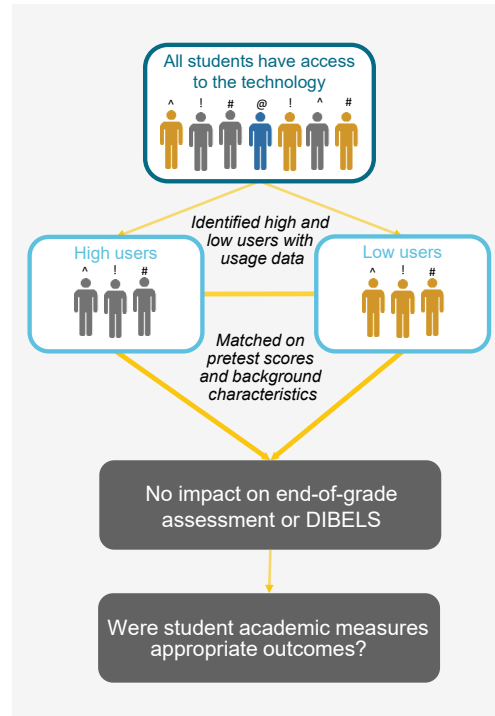 All students have access
to the technology
^ ! # @ ! ^ #
Identified high and
low users with
usage data
High users
^ ! #
Low users
^ ! #
Matched on
pretest scores
and background
characteristics
No impact on end-of-grade
assessment or DIBELS
Were student academic measures
appropriate outcomes?